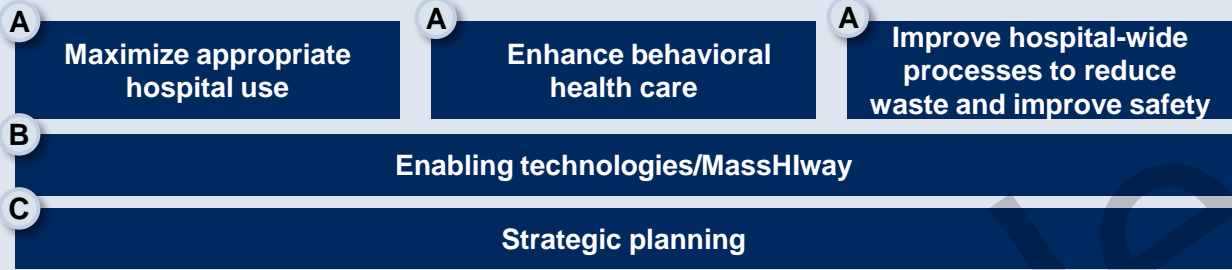 A
Maximize appropriate
hospital use
A
Enhance behavioral
health care
A
Improve hospital-wide
processes to reduce
waste and improve safety
B
Enabling technologies/MassHIway
C
Strategic planning